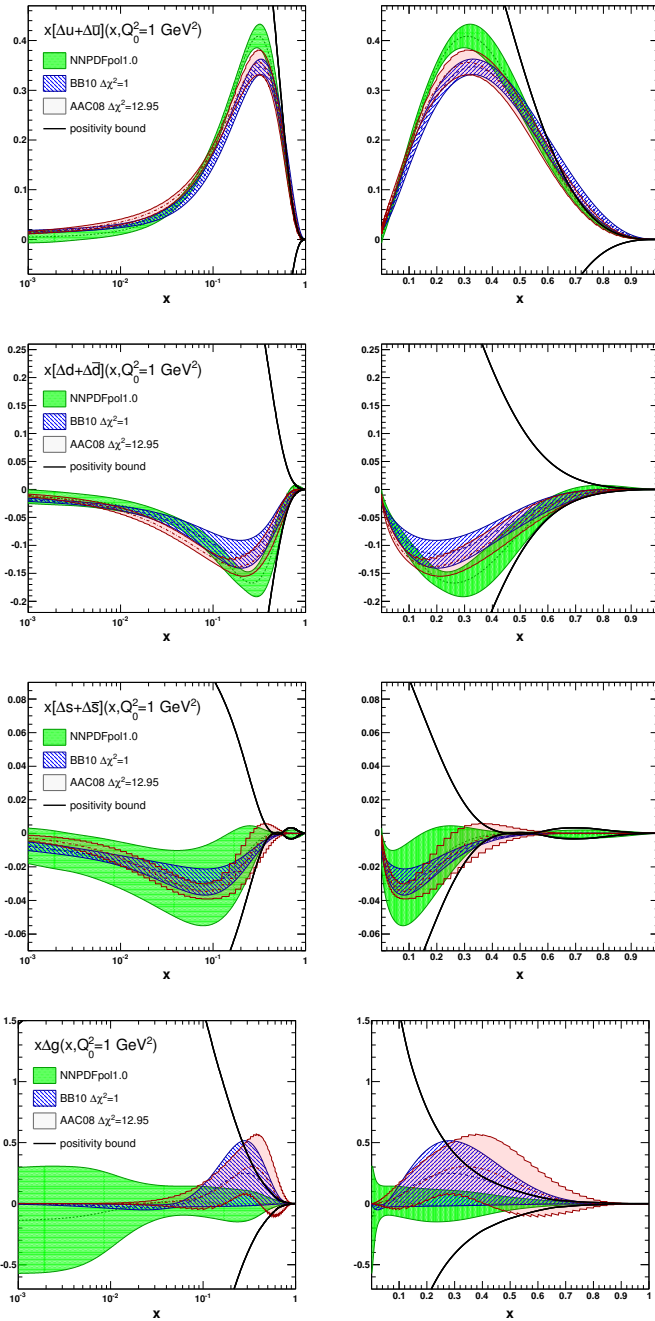 x[Δu+Δu̅](x,Q₀²=1 GeV²)
NNPDFpol1.0
BB10 Δχ²=1
AAC08 Δχ²=12.95
positivity bound
0.4
0.3
0.2
0.1
0
10⁻³ 10⁻² 10⁻¹ 1
x
0.4
0.3
0.2
0.1
0
0.1 0.2 0.3 0.4 0.5 0.6 0.7 0.8 0.9 1
x
x[Δd+Δd̅](x,Q₀²=1 GeV²)
NNPDFpol1.0
BB10 Δχ²=1
AAC08 Δχ²=12.95
positivity bound
0.25
0.2
0.15
0.1
0.05
0
-0.05
-0.1
-0.15
-0.2
10⁻³ 10⁻² 10⁻¹ 1
x
0.25
0.2
0.15
0.1
0.05
0
-0.05
-0.1
-0.15
-0.2
0.1 0.2 0.3 0.4 0.5 0.6 0.7 0.8 0.9 1
x
x[Δs+Δs̅](x,Q₀²=1 GeV²)
NNPDFpol1.0
BB10 Δχ²=1
AAC08 Δχ²=12.95
positivity bound
0.08
0.06
0.04
0.02
0
-0.02
-0.04
-0.06
10⁻³ 10⁻² 10⁻¹ 1
x
0.08
0.06
0.04
0.02
0
-0.02
-0.04
-0.06
0.1 0.2 0.3 0.4 0.5 0.6 0.7 0.8 0.9 1
x
xΔg(x,Q₀²=1 GeV²)
NNPDFpol1.0
BB10 Δχ²=1
AAC08 Δχ²=12.95
positivity bound
1.5
1
0.5
0
-0.5
10⁻³ 10⁻² 10⁻¹ 1
x
1.5
1
0.5
0
-0.5
0.1 0.2 0.3 0.4 0.5 0.6 0.7 0.8 0.9 1
x